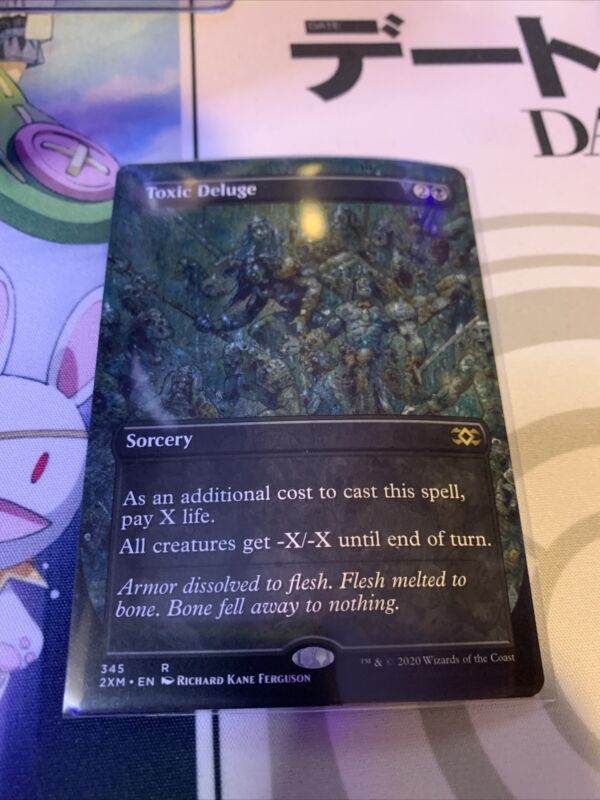 DATE
デート
DA
Toxic Deluge
2
Sorcery
As an additional cost to cast this spell,
pay X life.
All creatures get -X/-X until end of turn.
Armor dissolved to flesh. Flesh melted to
bone. Bone fell away to nothing.
345 R
2XM • EN RICHARD KANE FERGUSON
™ & © 2020 Wizards of the Coast